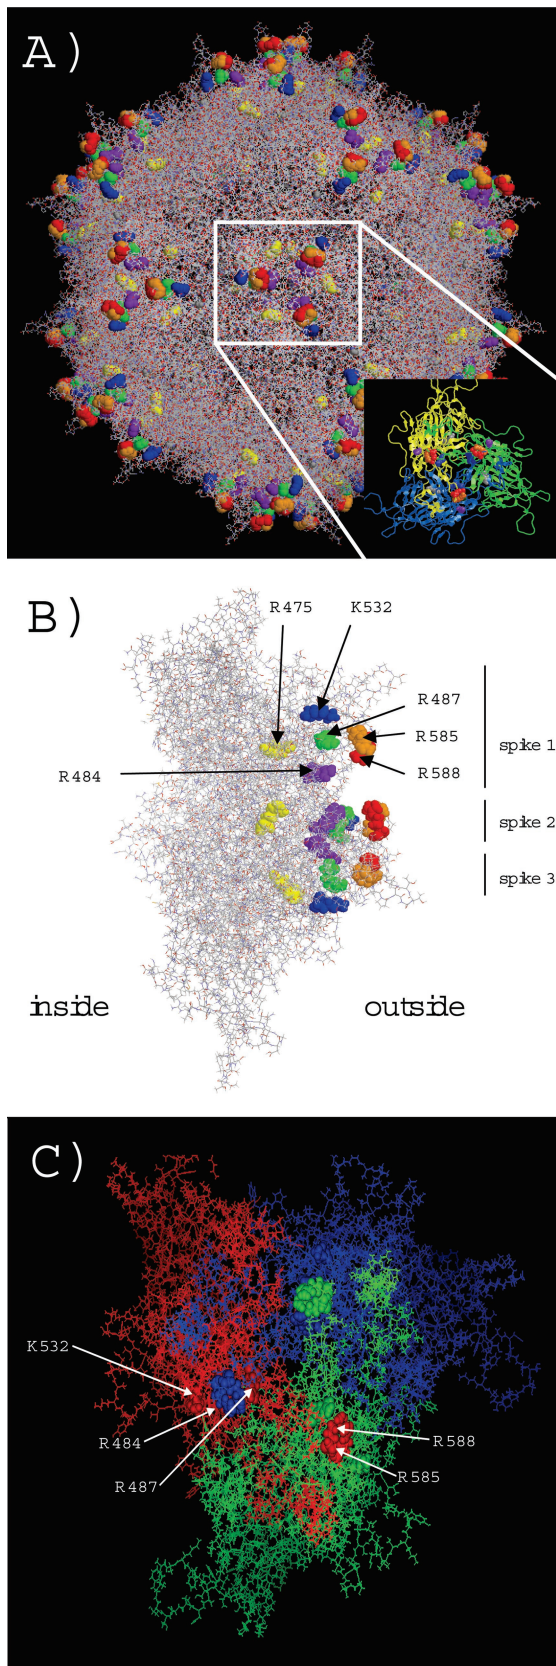 A)
B)
R475 K532
R487
R585
R588
R484
spike 1
spike 2
spike 3
inside outside
C)
K532
R484
R487
R588
R585